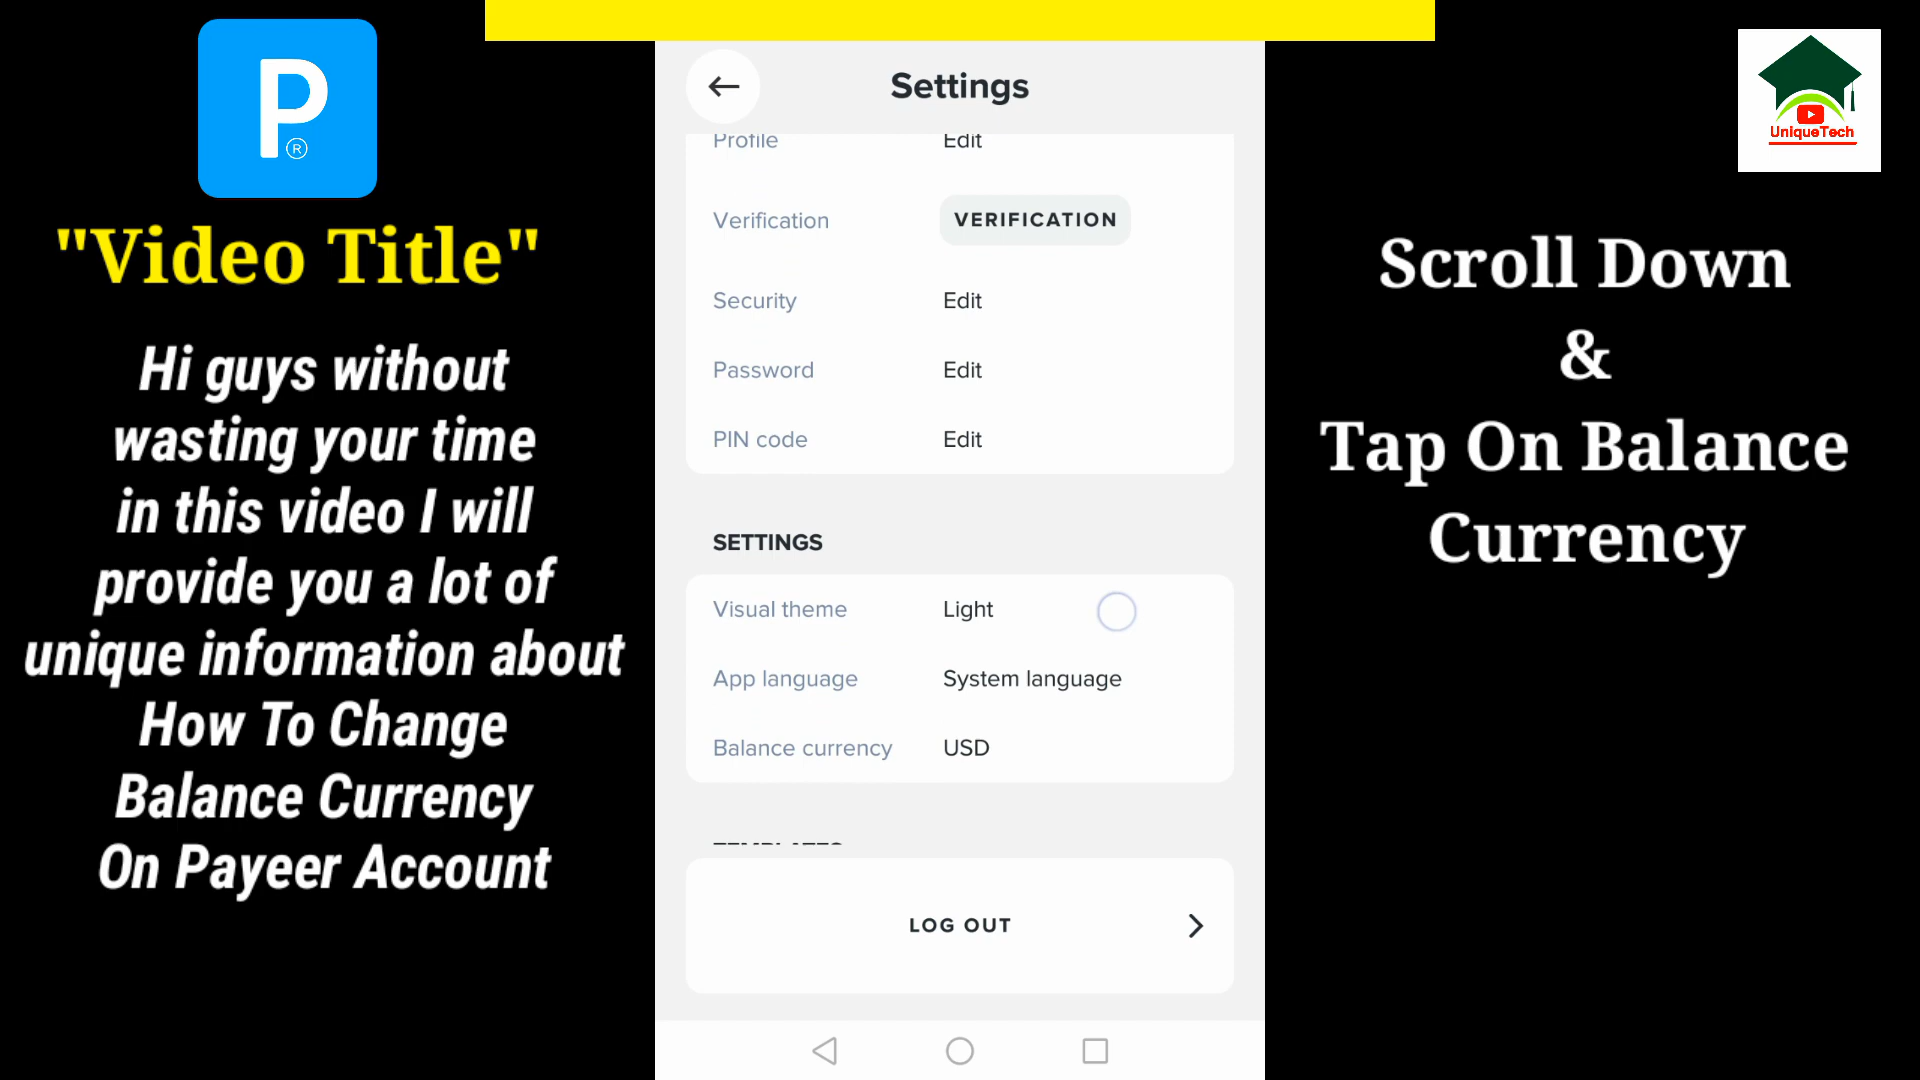 P
®
"Video Title"
Hi guys without
wasting your time
in this video I will
provide you a lot of
unique information about
How To Change
Balance Currency
On Payeer Account
Settings
Profile Edit
Verification VERIFICATION
Security Edit
Password Edit
PIN code Edit
SETTINGS
Visual theme Light
App language System language
Balance currency USD
TEMPLATES
LOG OUT
UniqueTech
Scroll Down
&
Tap On Balance
Currency